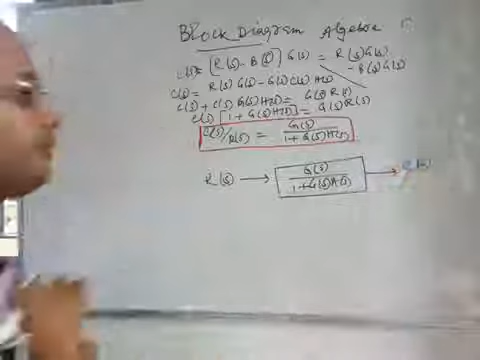 Block Diagram Algebra
C(s) = [R(s) - B(s)] G(s) = R(s)G(s)
- B(s)G(s)
C(s) = R(s) G(s) - G(s) C(s) H(s)
C(s) + C(s) G(s) H(s) = G(s) R(s)
C(s) [1 + G(s) H(s)] = G(s) R(s)
C(s)/R(s) = G(s) / 1 + G(s) H(s)
R(s) → G(s) / 1 + G(s) H(s) →